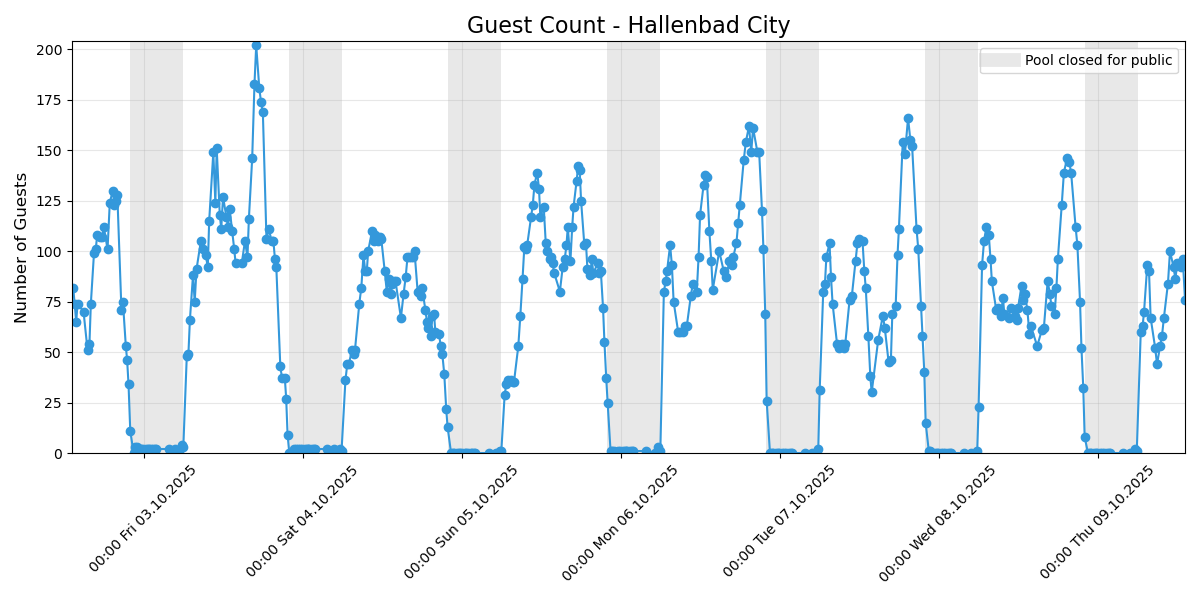 Guest Count - Hallenbad City
Pool closed for public
Number of Guests
200
175
150
125
100
75
50
25
0
00:00 Fri 03.10.2025
00:00 Sat 04.10.2025
00:00 Sun 05.10.2025
00:00 Mon 06.10.2025
00:00 Tue 07.10.2025
00:00 Wed 08.10.2025
00:00 Thu 09.10.2025